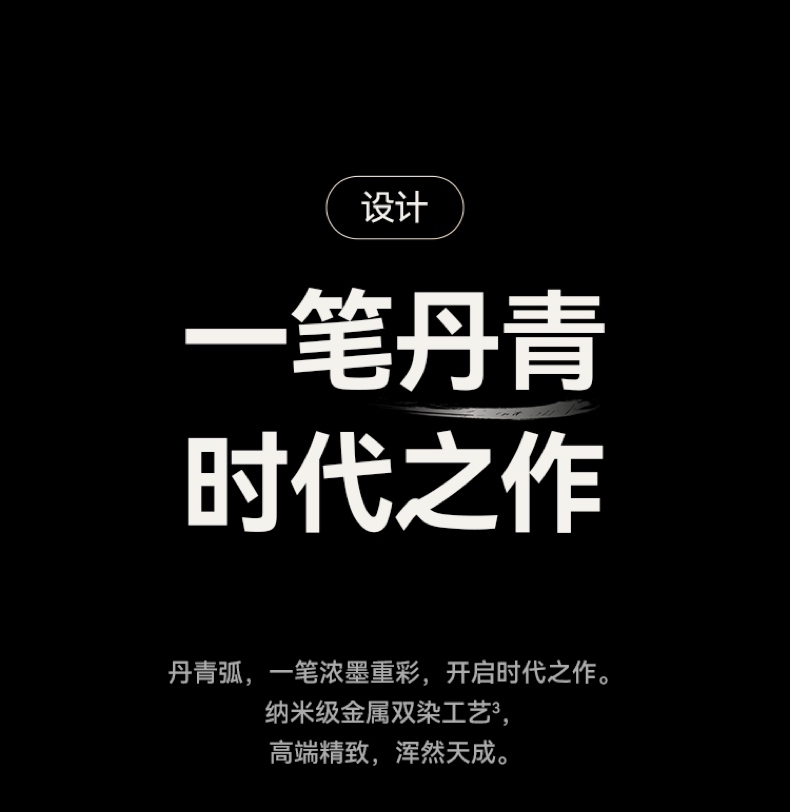 设计
一笔丹青
时代之作
丹青弧，一笔浓墨重彩，开启时代之作。
纳米级金属双染工艺³，
高端精致，浑然天成。